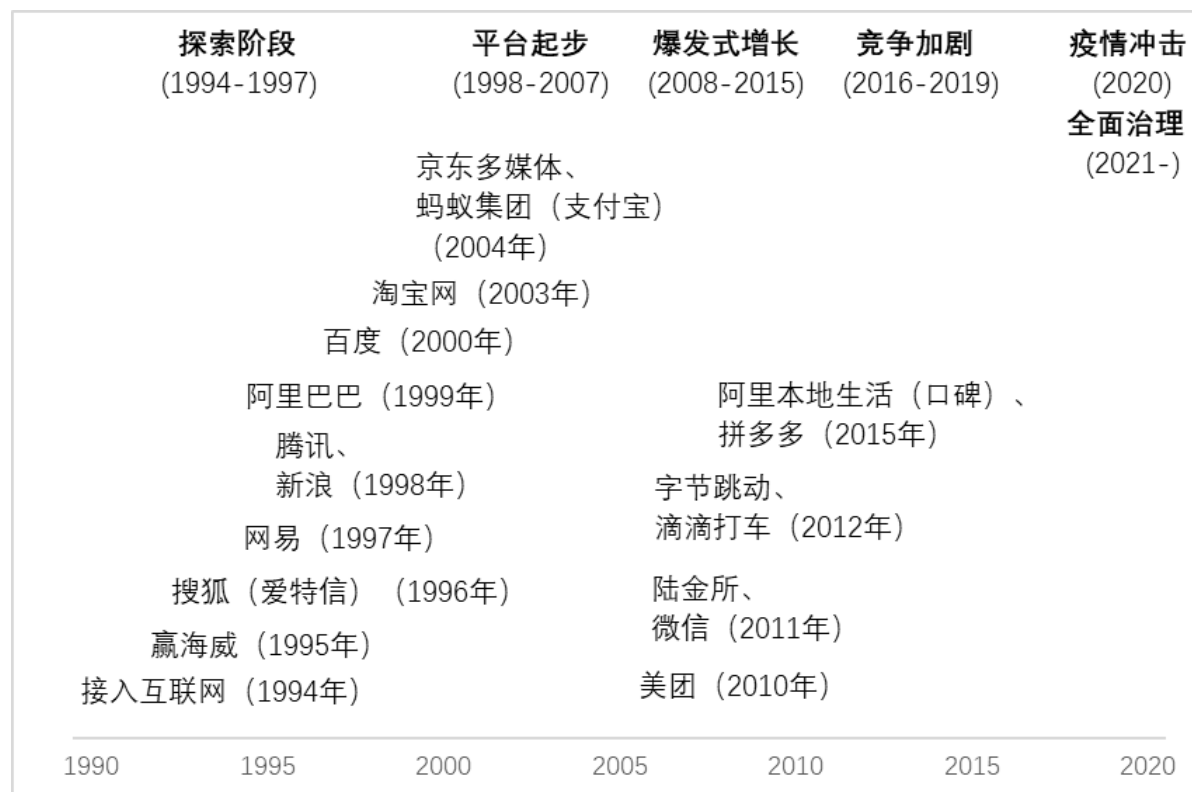 探索阶段
(1994-1997)
平台起步
(1998-2007)
爆发式增长
(2008-2015)
竞争加剧
(2016-2019)
疫情冲击
(2020)
全面治理
(2021-)
京东多媒体、
蚂蚁集团（支付宝）
（2004年）
淘宝网（2003年）
百度（2000年）
阿里巴巴（1999年）
腾讯、
新浪（1998年）
网易（1997年）
搜狐（爱特信）（1996年）
赢海威（1995年）
接入互联网（1994年）
阿里本地生活（口碑）、
拼多多（2015年）
字节跳动、
滴滴打车（2012年）
陆金所、
微信（2011年）
美团（2010年）
1990 1995 2000 2005 2010 2015 2020